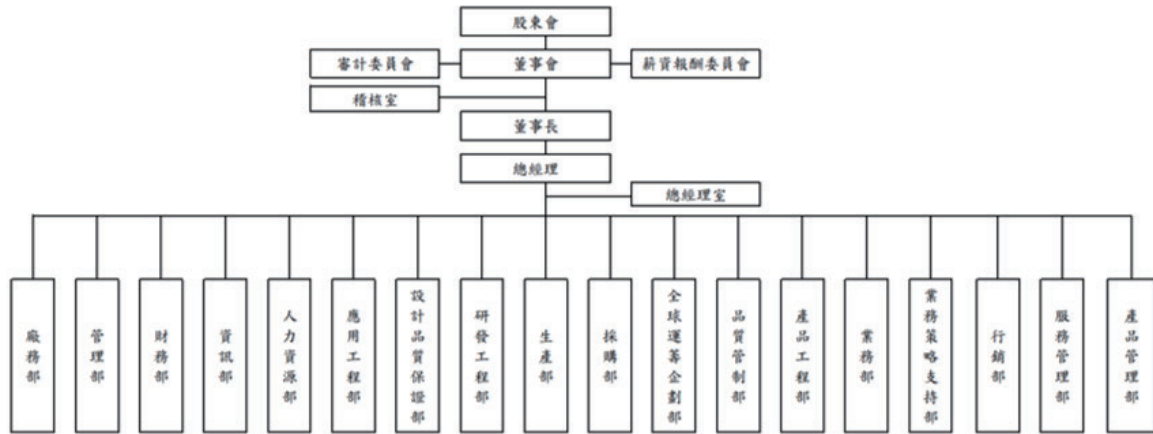 股東會
審計委員會
董事會
薪資報酬委員會
稽核室
董事長
總經理
總經理室
廠務部
管理部
財務部
資訊部
人力資源部
應用工程部
設計品質保證部
研發工程部
生產部
採購部
全球運籌企劃部
品質管制部
產品工程部
業務部
業務策略支持部
行銷部
服務管理部
產品管理部